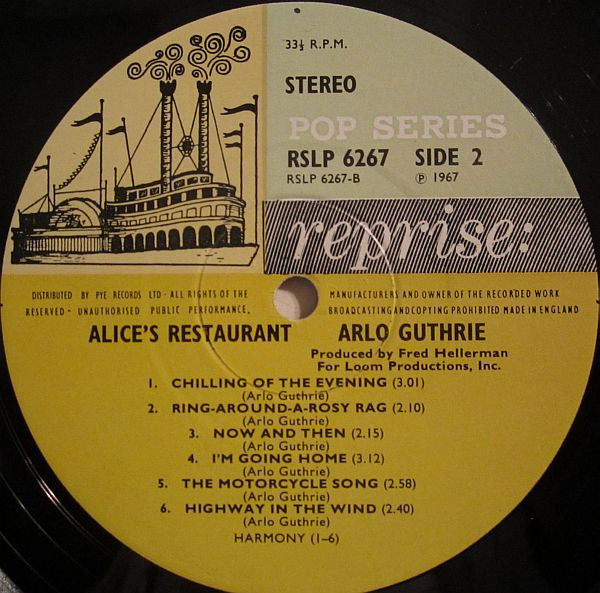 33⅓ R.P.M.
STEREO
POP SERIES
RSLP 6267 SIDE 2
RSLP 6267-B ℗ 1967
reprise:
DISTRIBUTED BY PYE RECORDS LTD - ALL RIGHTS OF THE MANUFACTURERS AND OWNER OF THE RECORDED WORK
RESERVED - UNAUTHORISED PUBLIC PERFORMANCE, BROADCASTING AND COPYING PROHIBITED MADE IN ENGLAND
ALICE'S RESTAURANT ARLO GUTHRIE
Produced by Fred Hellerman
For Loom Productions, Inc.
1. CHILLING OF THE EVENING (3.01)
(Arlo Guthrie)
2. RING-AROUND-A-ROSY RAG (2.10)
(Arlo Guthrie)
3. NOW AND THEN (2.15)
(Arlo Guthrie)
4. I'M GOING HOME (3.12)
(Arlo Guthrie)
5. THE MOTORCYCLE SONG (2.58)
(Arlo Guthrie)
6. HIGHWAY IN THE WIND (2.40)
(Arlo Guthrie)
HARMONY (1–6)